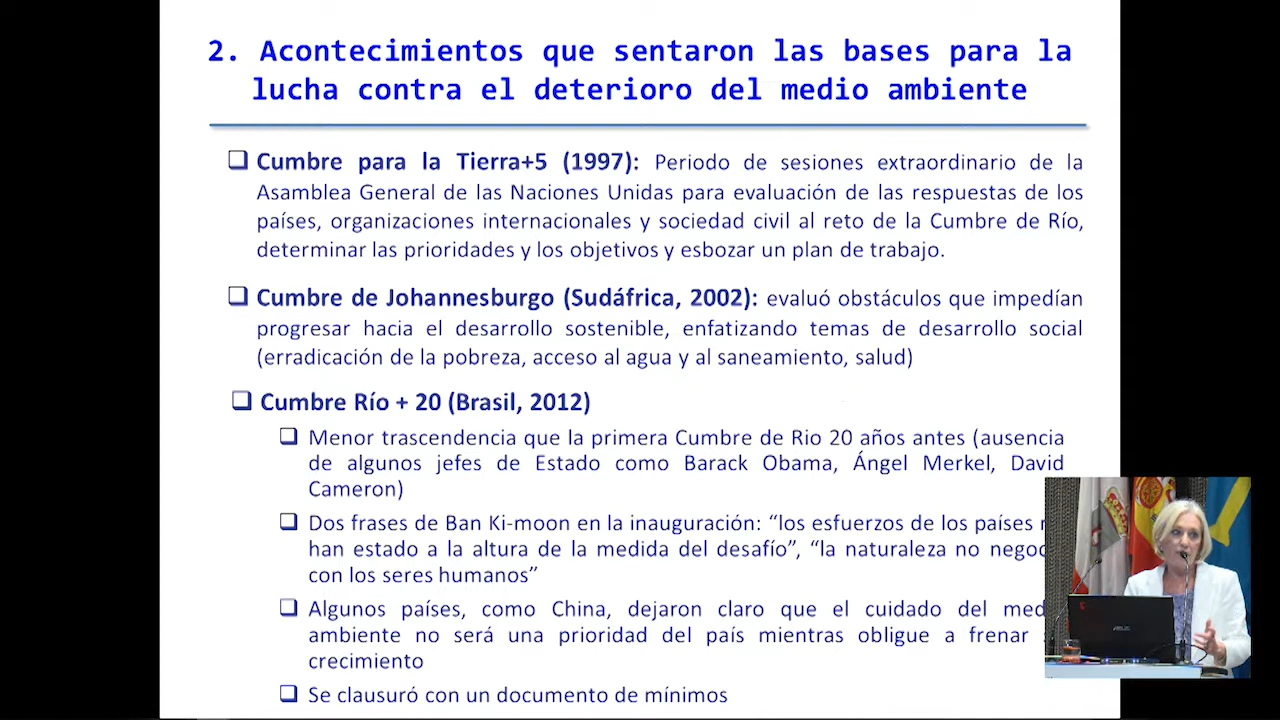 2. Acontecimientos que sentaron las bases para la
lucha contra el deterioro del medio ambiente
Cumbre para la Tierra+5 (1997): Periodo de sesiones extraordinario de la
Asamblea General de las Naciones Unidas para evaluación de las respuestas de los
países, organizaciones internacionales y sociedad civil al reto de la Cumbre de Río,
determinar las prioridades y los objetivos y esbozar un plan de trabajo.
Cumbre de Johannesburgo (Sudáfrica, 2002): evaluó obstáculos que impedían
progresar hacia el desarrollo sostenible, enfatizando temas de desarrollo social
(erradicación de la pobreza, acceso al agua y al saneamiento, salud)
Cumbre Río + 20 (Brasil, 2012)
Menor trascendencia que la primera Cumbre de Rio 20 años antes (ausencia
de algunos jefes de Estado como Barack Obama, Ángel Merkel, David
Cameron)
Dos frases de Ban Ki-moon en la inauguración: “los esfuerzos de los países
han estado a la altura de la medida del desafío”, “la naturaleza no
con los seres humanos”
Algunos países, como China, dejaron claro que el cuidado del
ambiente no será una prioridad del país mientras obligue a frenar
crecimiento
Se clausuró con un documento de mínimos
ASUS